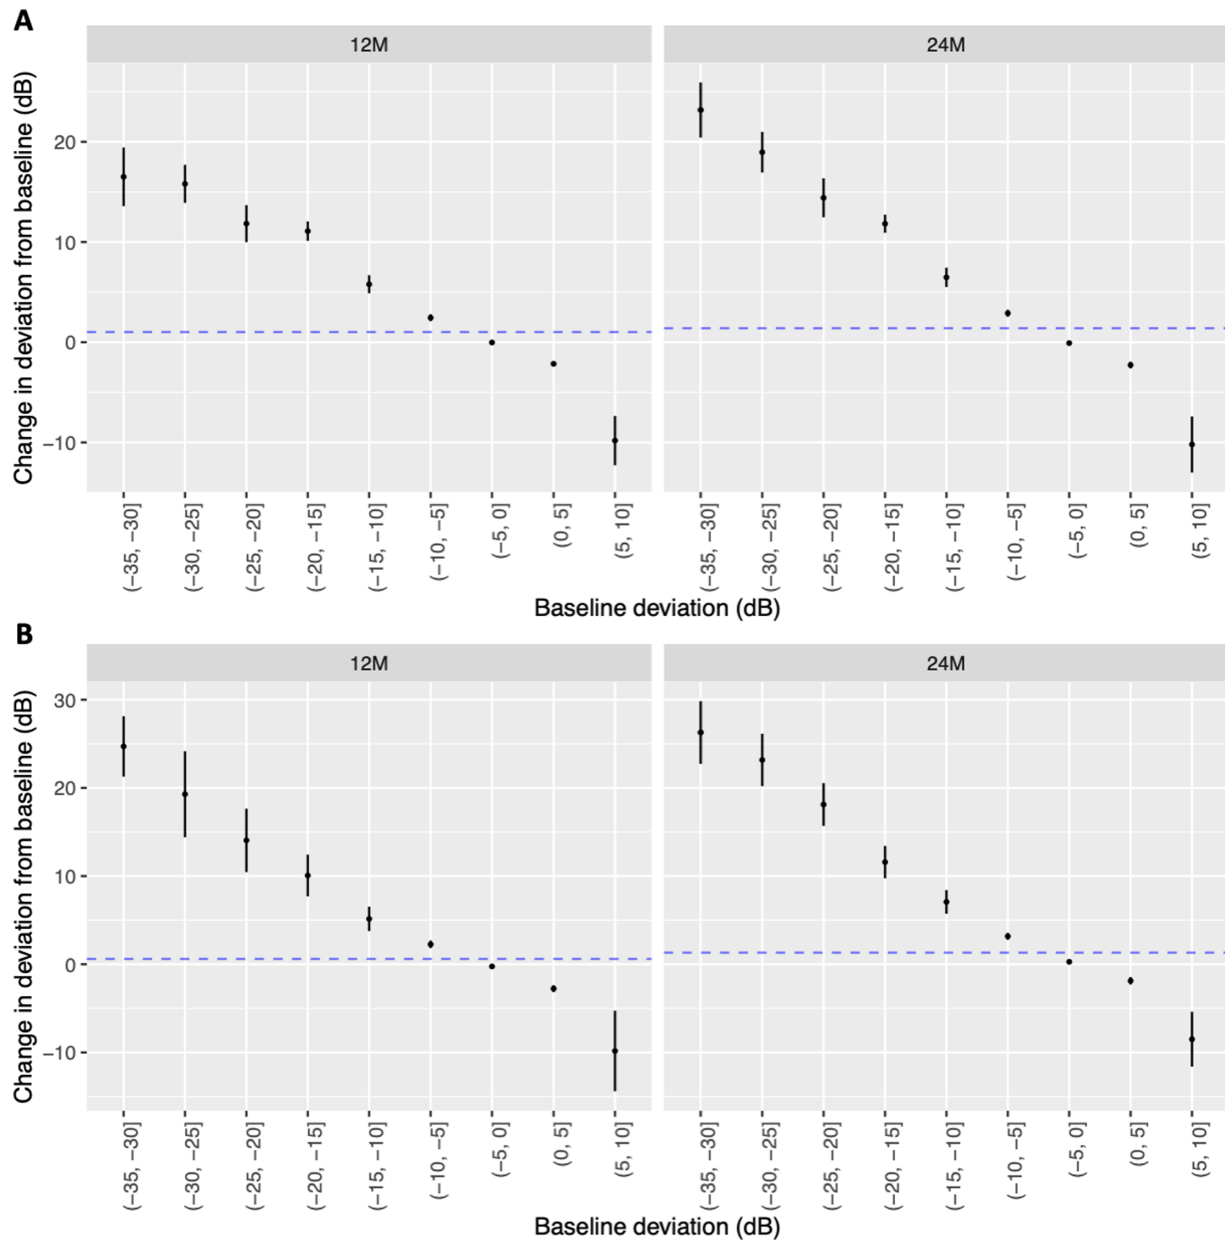 A
12M 24M
Change in deviation from baseline (dB)
20
10
0
−10
(−35, −30] (−30, −25] (−25, −20] (−20, −15] (−15, −10] (−10, −5] (−5, 0] (0, 5] (5, 10] (−35, −30] (−30, −25] (−25, −20] (−20, −15] (−15, −10] (−10, −5] (−5, 0] (0, 5] (5, 10]
Baseline deviation (dB)
B
12M 24M
Change in deviation from baseline (dB)
30
20
10
0
−10
(−35, −30] (−30, −25] (−25, −20] (−20, −15] (−15, −10] (−10, −5] (−5, 0] (0, 5] (5, 10] (−35, −30] (−30, −25] (−25, −20] (−20, −15] (−15, −10] (−10, −5] (−5, 0] (0, 5] (5, 10]
Baseline deviation (dB)